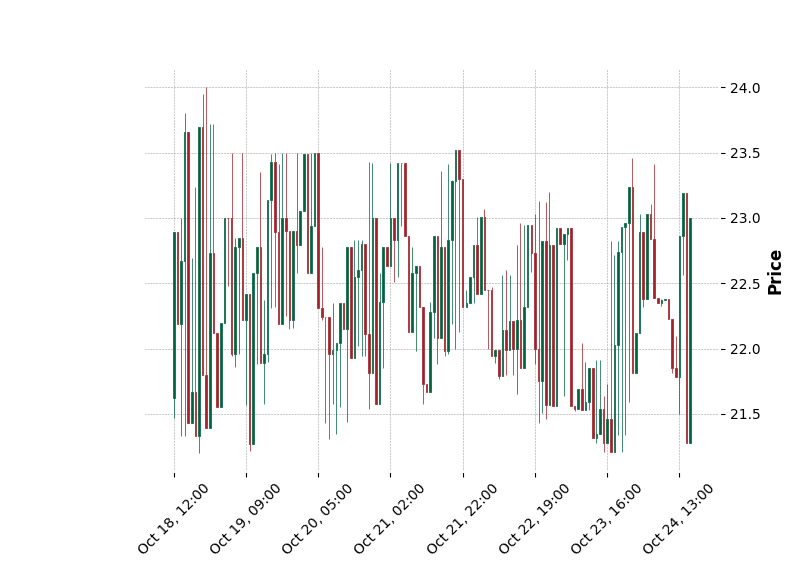 24.0
23.5
23.0
22.5
22.0
21.5
Price
Oct 18, 12:00
Oct 19, 09:00
Oct 20, 05:00
Oct 21, 02:00
Oct 21, 22:00
Oct 22, 19:00
Oct 23, 16:00
Oct 24, 13:00